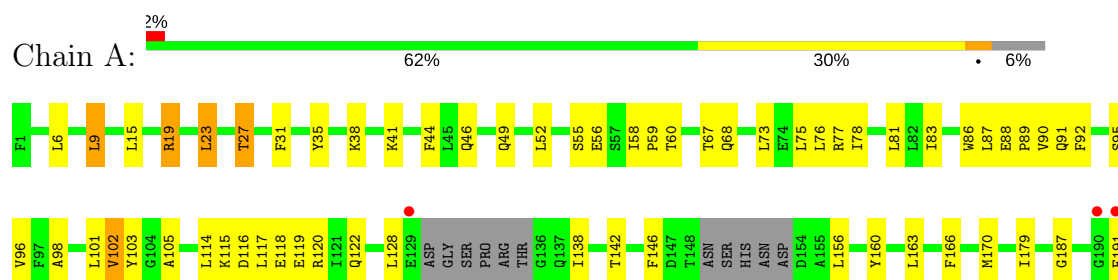 2%
Chain A:
62% 30% • 6%
F1 L6 L9 L15 R19 L23 T27 F31 Y35 K38 K41 F44 L45 Q46 Q49 L52 S55 E56 S57 I58 P59 T60 T67 Q68 L73 E74 L75 L76 R77 I78 L81 L82 I83 W86 L87 E88 P89 V90 Q91 F92 S95
V96 F97 A98 L101 V102 Y103 G104 A105 L114 K115 D116 L117 E118 E119 R120 I121 Q122 L128 E129 ASP GLY SER PRO ARG THR G136 Q137 I138 T142 F146 D147 T148 ASN SER HIS ASN ASP D154 A155 L156 Y160 L163 F166 M170 I179 G187 G190